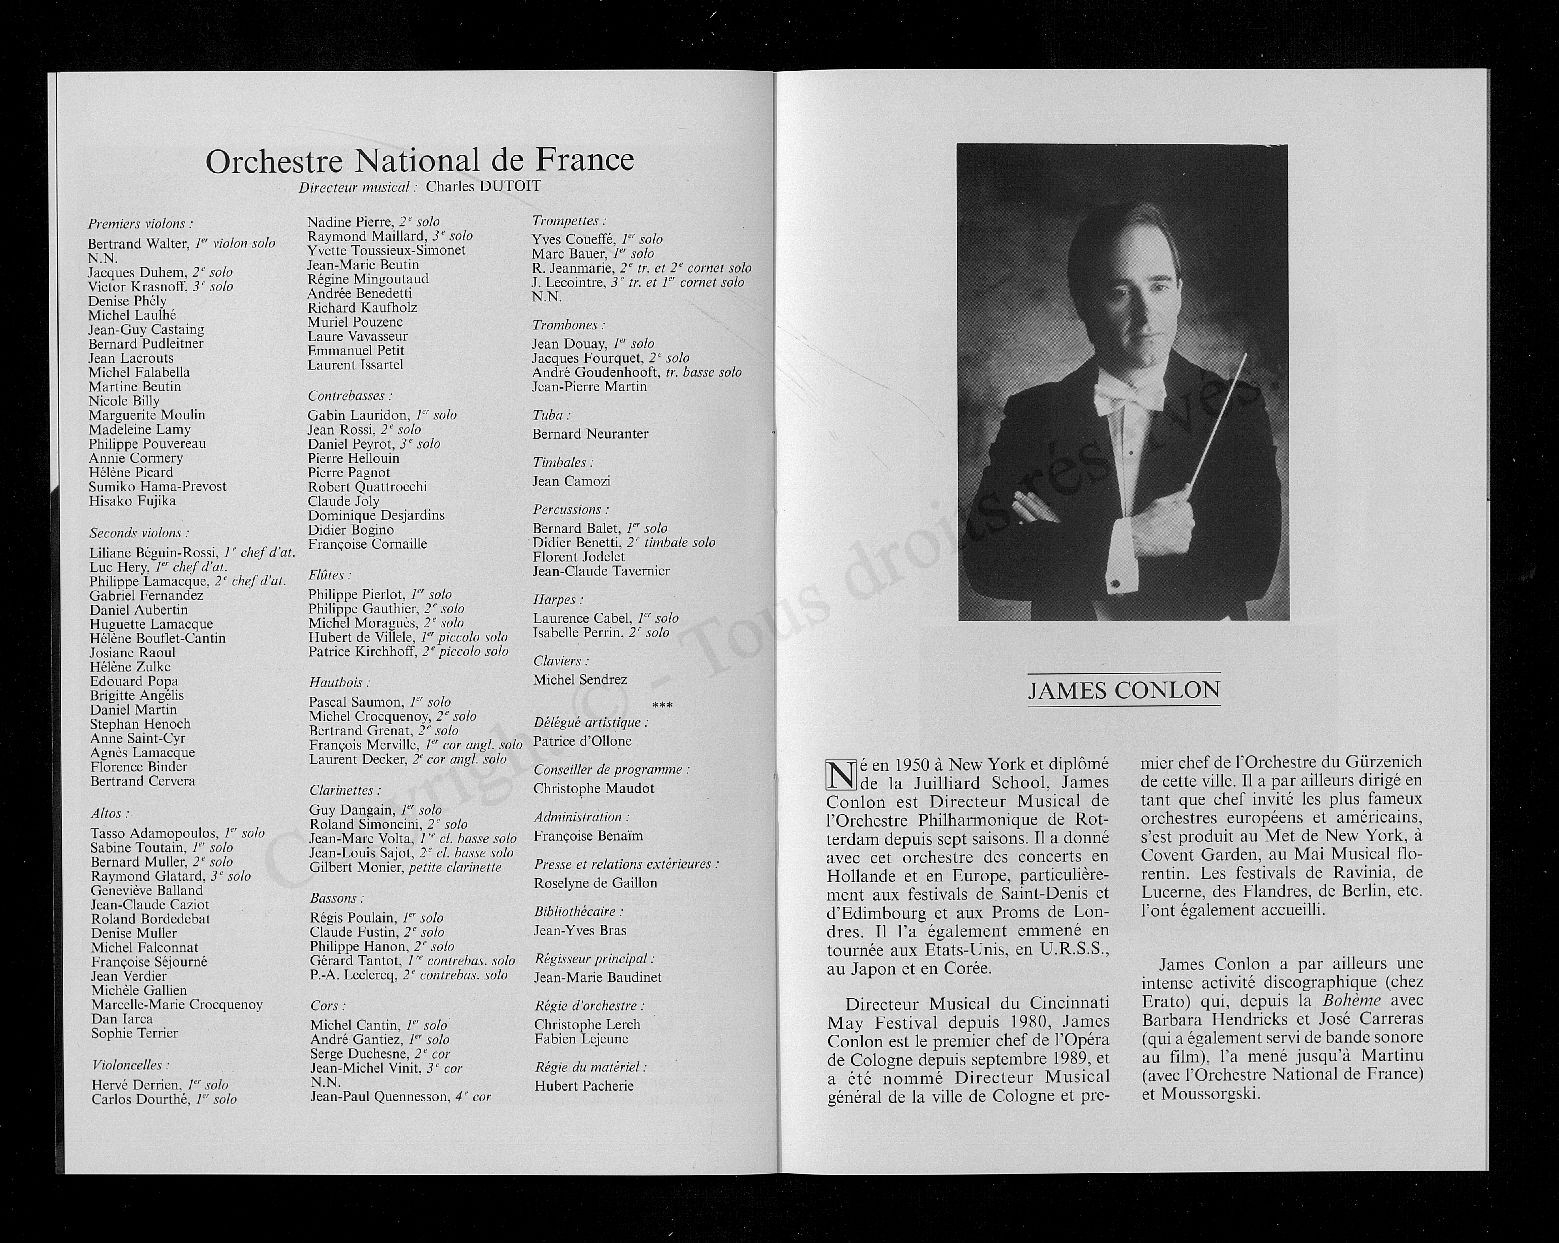 Orchestre National de France
Directeur musical : Charles DUTOIT
Premiers violons :
Bertrand Walter, 1er violon solo
N.N.
Jacques Duhem, 2e solo
Victor Krasnoff, 3e solo
Denise Phély
Michel Laulhé
Jean-Guy Castaing
Bernard Pudleitner
Jean Lacrouts
Michel Falabella
Martine Beutin
Nicole Billy
Marguerite Moulin
Madeleine Lamy
Philippe Pouvereau
Annie Cormery
Hélène Picard
Sumiko Hama-Prevost
Hisako Fujika
Seconds violons :
Liliane Béguin-Rossi, 1e chef d'at.
Luc Hery, 1er chef d'at.
Philippe Lamacque, 2e chef d'at.
Gabriel Fernandez
Daniel Aubertin
Huguette Lamacque
Hélène Bouflet-Cantin
Josiane Raoul
Hélène Zulke
Edouard Popa
Brigitte Angélis
Daniel Martin
Stephan Henoch
Anne Saint-Cyr
Agnès Lamacque
Florence Binder
Bertrand Cervera
Altos :
Tasso Adamopoulos, 1er solo
Sabine Toutain, 1er solo
Bernard Muller, 2e solo
Raymond Glatard, 3e solo
Geneviève Balland
Jean-Claude Caziot
Roland Bordedebat
Denise Muller
Michel Falconnat
Françoise Séjourné
Jean Verdier
Michèle Gallien
Marcelle-Marie Crocquenoy
Dan Iarca
Sophie Terrier
Violoncelles :
Hervé Derrien, 1er solo
Carlos Dourthé, 1er solo
Nadine Pierre, 2e solo
Raymond Maillard, 3e solo
Yvette Toussieux-Simonet
Jean-Marie Beutin
Régine Mingoutaud
Andrée Benedetti
Richard Kaufholz
Muriel Pouzenc
Laure Vavasseur
Emmanuel Petit
Laurent Issartel
Contrebasses :
Gabin Lauridon, 1er solo
Jean Rossi, 2e solo
Daniel Peyrot, 3e solo
Pierre Hellouin
Pierre Pagnot
Robert Quattrocchi
Claude Joly
Dominique Desjardins
Didier Bogino
Françoise Cornaille
Flûtes :
Philippe Pierlot, 1er solo
Philippe Gauthier, 2e solo
Michel Moraguès, 2e solo
Hubert de Villele, 1er piccolo solo
Patrice Kirchhoff, 2e piccolo solo
Hautbois :
Pascal Saumon, 1er solo
Michel Crocquenoy, 2e solo
Bertrand Grenat, 2e solo
François Merville, 1er cor angl. solo
Laurent Decker, 2e cor angl. solo
Clarinettes :
Guy Dangain, 1er solo
Roland Simoncini, 2e solo
Jean-Marc Volta, 1re cl. basse solo
Jean-Louis Sajot, 2e cl. basse solo
Gilbert Monier, petite clarinette
Bassons :
Régis Poulain, 1er solo
Claude Fustin, 2e solo
Philippe Hanon, 2e solo
Gérard Tantot, 1re contrebas. solo
P.-A. Leclercq, 2e contrebas. solo
Cors :
Michel Cantin, 1er solo
André Gantiez, 1er solo
Serge Duchesne, 2e cor
Jean-Michel Vinit, 3e cor
N.N.
Jean-Paul Quennesson, 4e cor
Trompettes :
Yves Coueffé, 1er solo
Marc Bauer, 1er solo
R. Jeanmarie, 2e tr. et 2e cornet solo
J. Lecointre, 3e tr. et 1er cornet solo
N.N.
Trombones :
Jean Douay, 1er solo
Jacques Fourquet, 2e solo
André Goudenhooft, tr. basse solo
Jean-Pierre Martin
Tuba :
Bernard Neuranter
Timbales :
Jean Camozi
Percussions :
Bernard Balet, 1er solo
Didier Benetti, 2e timbale solo
Florent Jodelet
Jean-Claude Tavernier
Harpes :
Laurence Cabel, 1er solo
Isabelle Perrin, 2e solo
Claviers :
Michel Sendrez
***
Délégué artistique :
Patrice d'Ollone
Conseiller de programme :
Christophe Maudot
Administration :
Françoise Benaïm
Presse et relations extérieures :
Roselyne de Gaillon
Bibliothécaire :
Jean-Yves Bras
Régisseur principal :
Jean-Marie Baudinet
Régie d'orchestre :
Christophe Lerch
Fabien Lejeune
Régie du matériel :
Hubert Pacherie
JAMES CONLON
Né en 1950 à New York et diplômé
de la Juilliard School, James
Conlon est Directeur Musical de
l'Orchestre Philharmonique de Rot-
terdam depuis sept saisons. Il a donné
avec cet orchestre des concerts en
Hollande et en Europe, particulière-
ment aux festivals de Saint-Denis et
d'Edimbourg et aux Proms de Lon-
dres. Il l'a également emmené en
tournée aux Etats-Unis, en U.R.S.S.,
au Japon et en Corée.
Directeur Musical du Cincinnati
May Festival depuis 1980, James
Conlon est le premier chef de l'Opéra
de Cologne depuis septembre 1989, et
a été nommé Directeur Musical
général de la ville de Cologne et pre-
mier chef de l'Orchestre du Gürzenich
de cette ville. Il a par ailleurs dirigé en
tant que chef invité les plus fameux
orchestres européens et américains,
s'est produit au Met de New York, à
Covent Garden, au Mai Musical flo-
rentin. Les festivals de Ravinia, de
Lucerne, des Flandres, de Berlin, etc.
l'ont également accueilli.
James Conlon a par ailleurs une
intense activité discographique (chez
Erato) qui, depuis la Bohème avec
Barbara Hendricks et José Carreras
(qui a également servi de bande sonore
au film), l'a mené jusqu'à Martinu
(avec l'Orchestre National de France)
et Moussorgski.
Copyright © - Tous droits réservés.